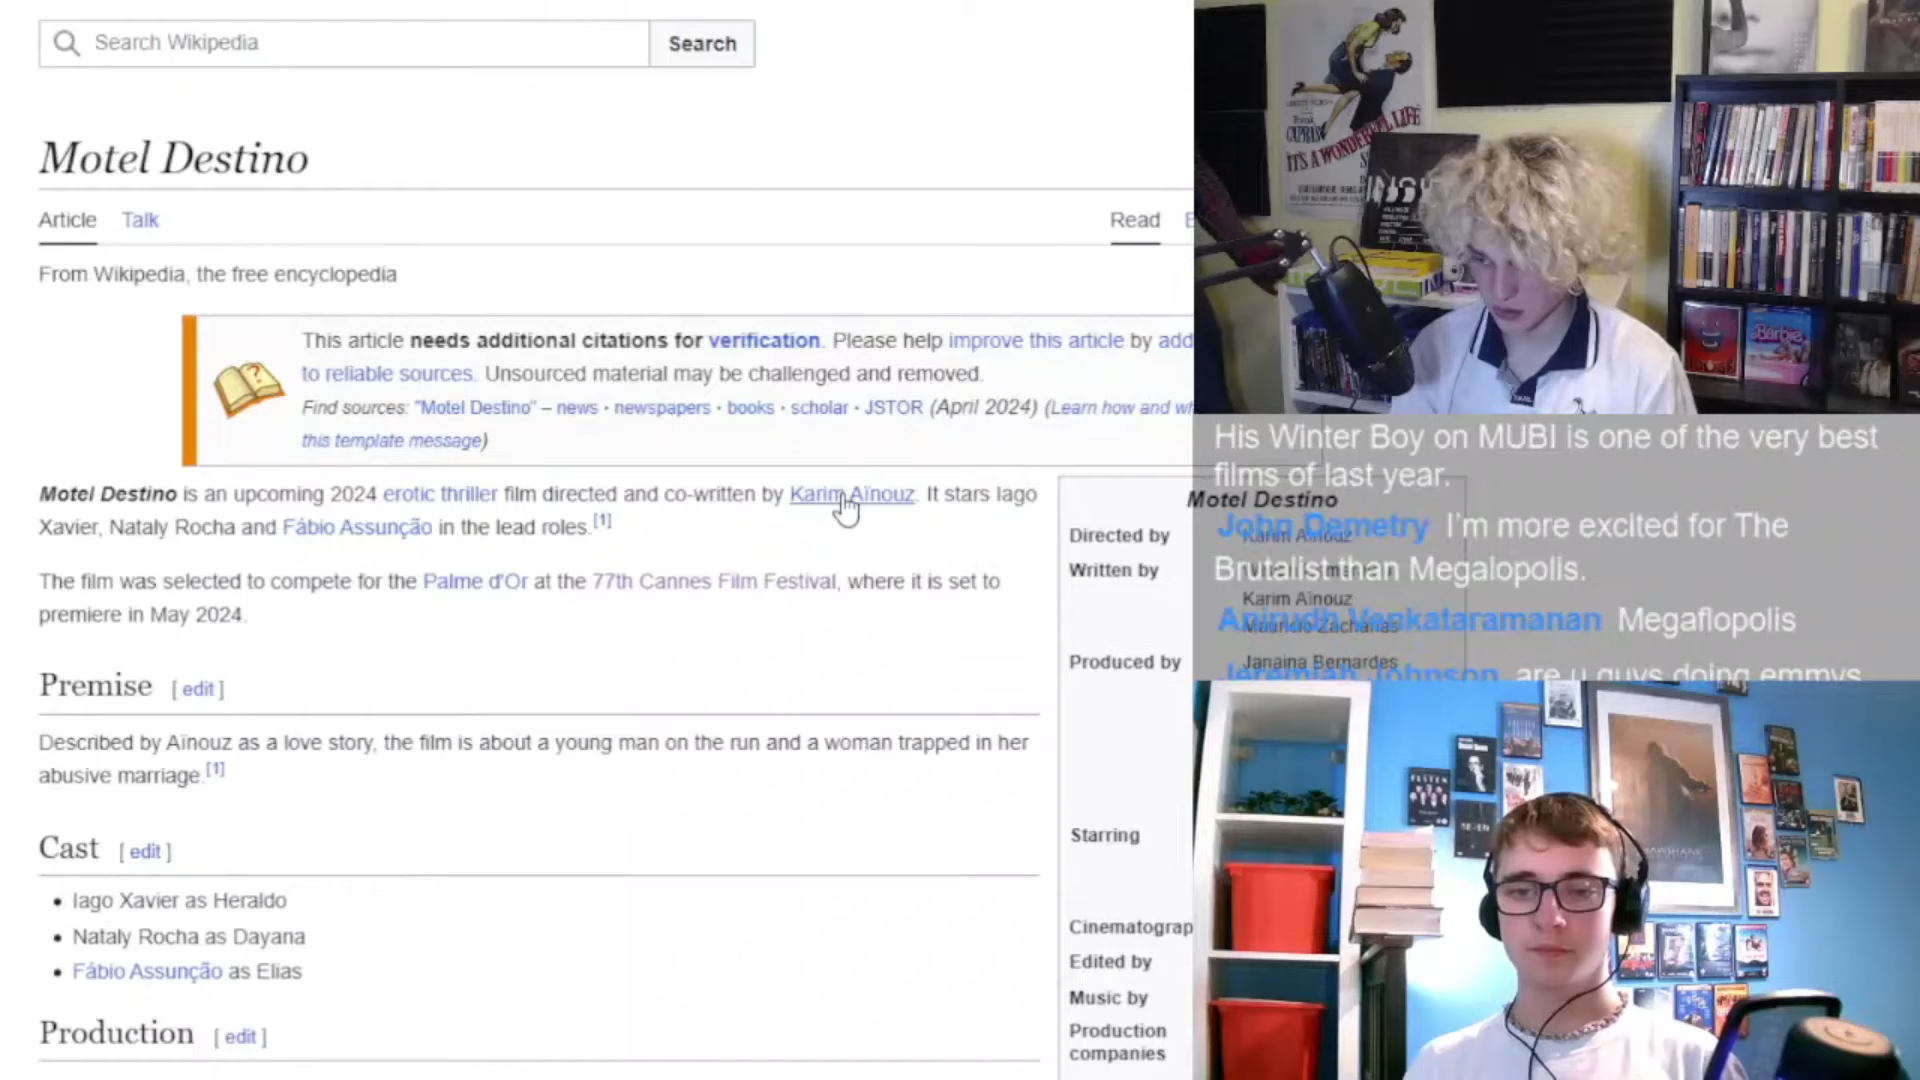 Search Wikipedia
Search
Motel Destino
Article Talk
Read
From Wikipedia, the free encyclopedia
This article needs additional citations for verification. Please help improve this article by add
to reliable sources. Unsourced material may be challenged and removed.
Find sources: "Motel Destino" – news · newspapers · books · scholar · JSTOR (April 2024) (Learn how and wh
this template message)
Motel Destino is an upcoming 2024 erotic thriller film directed and co-written by Karim Aïnouz. It stars Iago
Xavier, Nataly Rocha and Fábio Assunção in the lead roles.[1]
The film was selected to compete for the Palme d'Or at the 77th Cannes Film Festival, where it is set to
premiere in May 2024.
Premise [ edit ]
Described by Aïnouz as a love story, the film is about a young man on the run and a woman trapped in her
abusive marriage.[1]
Cast [ edit ]
• Iago Xavier as Heraldo
• Nataly Rocha as Dayana
• Fábio Assunção as Elias
Production [ edit ]
Motel Destino
Directed by Karim Aïnouz
Written by
Karim Aïnouz
Mauricio Zacharias
Produced by Janaina Bernardes
Starring
Cinematograp
Edited by
Music by
Production
companies
His Winter Boy on MUBI is one of the very best
films of last year.
John Demetry I'm more excited for The
Brutalist than Megalopolis.
Anirudh Venkataramanan Megaflopolis
Jeremiah Johnson are u guys doing emmys
CAPRA'S
IT'S A WONDERFUL LIFE
Barbie
FESTEN
SE7EN